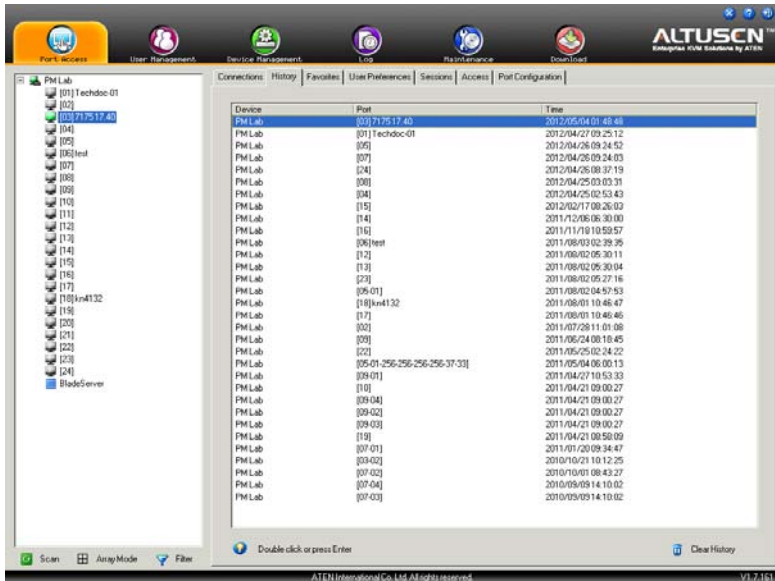 ALTUSEN™
Enterprise KVM Solutions by ATEN
Port Access User Management Device Management Log Maintenance Download
PM Lab
[01]Techdoc-01
[02]
[03]717517.40
[04]
[05]
[06]test
[07]
[08]
[09]
[10]
[11]
[12]
[13]
[14]
[15]
[16]
[17]
[18]kn4132
[19]
[20]
[21]
[22]
[23]
[24]
BladeServer
Scan Array Mode Filter
Connections History Favorites User Preferences Sessions Access Port Configuration
Device Port Time
PM Lab [03]717517.40 2012/05/04 01:48:48
PM Lab [01]Techdoc-01 2012/04/27 09:25:12
PM Lab [05] 2012/04/26 09:24:52
PM Lab [07] 2012/04/26 09:24:03
PM Lab [24] 2012/04/26 08:37:19
PM Lab [08] 2012/04/25 03:03:31
PM Lab [04] 2012/04/25 02:53:43
PM Lab [15] 2012/02/17 08:26:03
PM Lab [14] 2011/12/06 06:30:00
PM Lab [16] 2011/11/18 10:59:57
PM Lab [06]test 2011/08/03 02:39:35
PM Lab [12] 2011/08/02 05:30:11
PM Lab [13] 2011/08/02 05:30:04
PM Lab [23] 2011/08/02 05:27:16
PM Lab [05-01] 2011/08/02 04:57:53
PM Lab [18]kn4132 2011/08/01 10:46:47
PM Lab [17] 2011/08/01 10:46:46
PM Lab [02] 2011/07/28 11:01:08
PM Lab [09] 2011/06/24 08:18:45
PM Lab [22] 2011/05/25 02:24:22
PM Lab [05-01-256-256-256-256-37-33] 2011/05/04 06:00:13
PM Lab [09-01] 2011/04/27 10:53:33
PM Lab [10] 2011/04/21 09:00:27
PM Lab [09-04] 2011/04/21 09:00:27
PM Lab [09-02] 2011/04/21 09:00:27
PM Lab [09-03] 2011/04/21 09:00:27
PM Lab [19] 2011/04/21 08:58:09
PM Lab [07-01] 2011/01/20 09:34:47
PM Lab [03-02] 2010/10/21 10:12:25
PM Lab [07-02] 2010/10/01 08:43:27
PM Lab [07-04] 2010/09/09 14:10:02
PM Lab [07-03] 2010/09/09 14:10:02
Double click or press Enter Clear History
ATEN International Co. Ltd. All rights reserved. V1.7.161